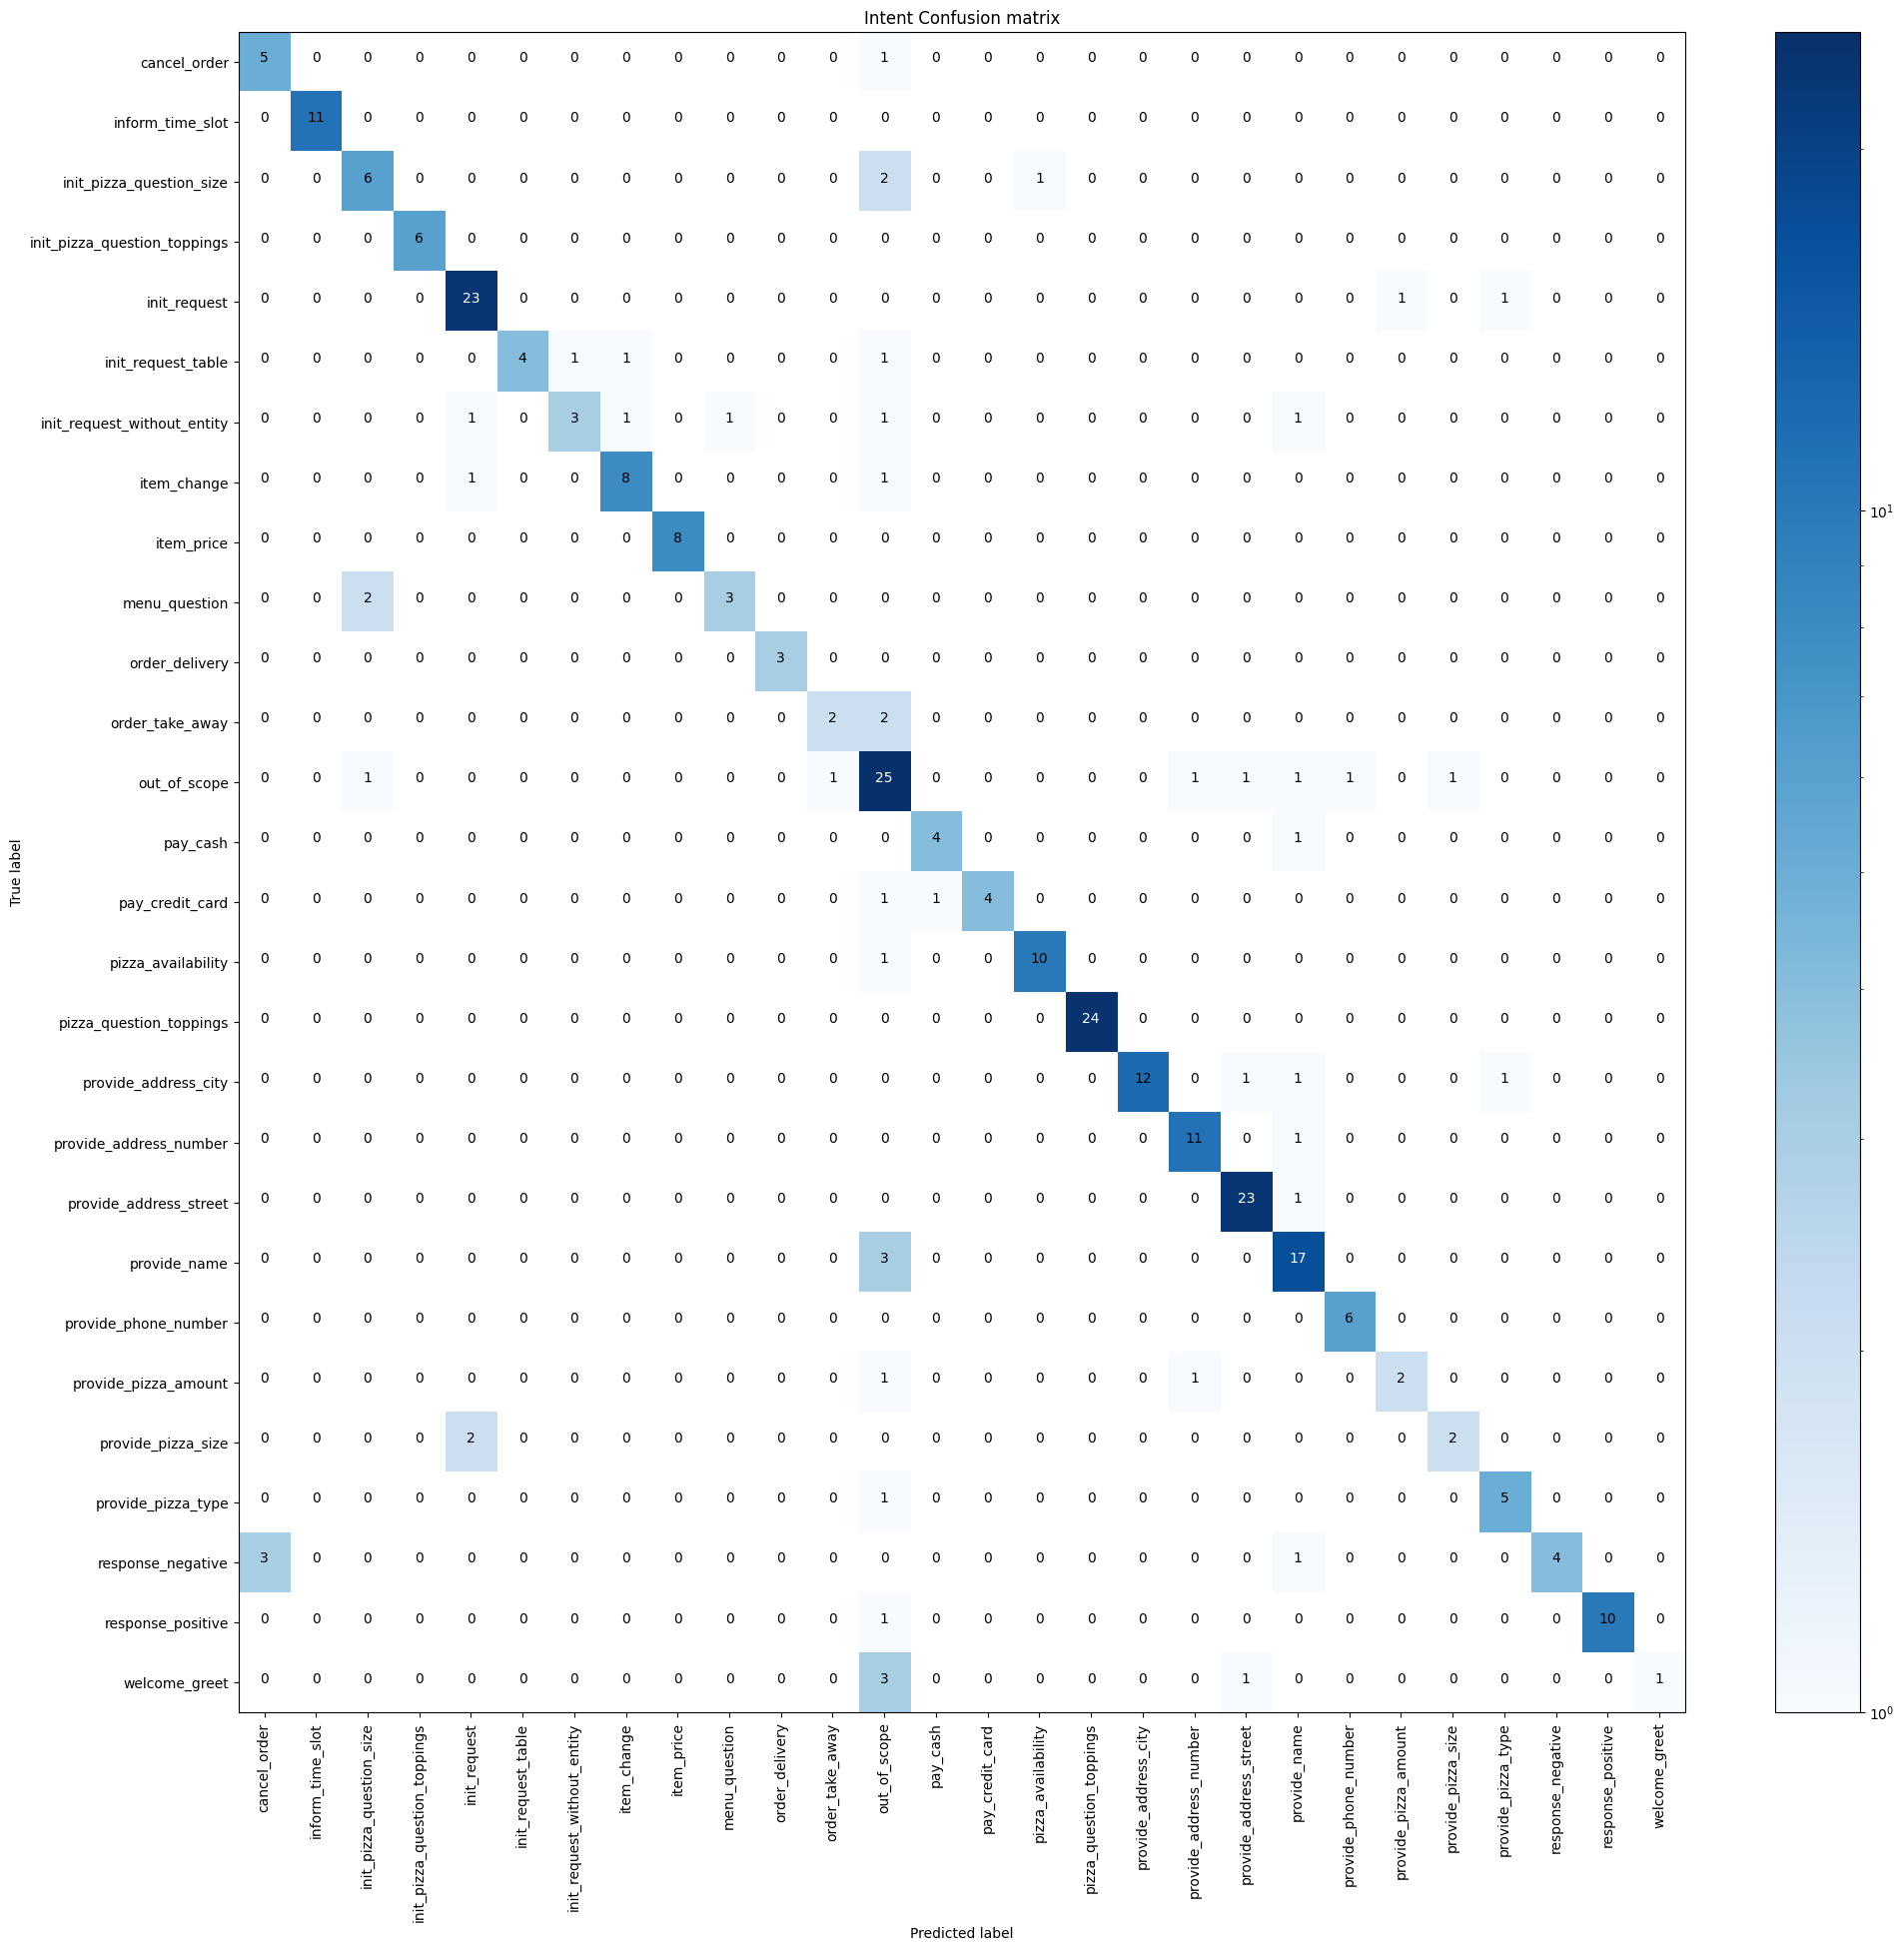 Intent Confusion matrix
cancel_order 5 0 0 0 0 0 0 0 0 0 0 0 1 0 0 0 0 0 0 0 0 0 0 0 0 0 0 0
inform_time_slot 0 11 0 0 0 0 0 0 0 0 0 0 0 0 0 0 0 0 0 0 0 0 0 0 0 0 0 0
init_pizza_question_size 0 0 6 0 0 0 0 0 0 0 0 0 2 0 0 1 0 0 0 0 0 0 0 0 0 0 0 0
init_pizza_question_toppings 0 0 0 6 0 0 0 0 0 0 0 0 0 0 0 0 0 0 0 0 0 0 0 0 0 0 0 0
init_request 0 0 0 0 23 0 0 0 0 0 0 0 0 0 0 0 0 0 0 0 0 0 1 0 1 0 0 0
init_request_table 0 0 0 0 0 4 1 1 0 0 0 0 1 0 0 0 0 0 0 0 0 0 0 0 0 0 0 0
init_request_without_entity 0 0 0 0 1 0 3 1 0 1 0 0 1 0 0 0 0 0 0 0 1 0 0 0 0 0 0 0
item_change 0 0 0 0 1 0 0 8 0 0 0 0 1 0 0 0 0 0 0 0 0 0 0 0 0 0 0 0
item_price 0 0 0 0 0 0 0 0 8 0 0 0 0 0 0 0 0 0 0 0 0 0 0 0 0 0 0 0
menu_question 0 0 2 0 0 0 0 0 0 3 0 0 0 0 0 0 0 0 0 0 0 0 0 0 0 0 0 0
order_delivery 0 0 0 0 0 0 0 0 0 0 3 0 0 0 0 0 0 0 0 0 0 0 0 0 0 0 0 0
order_take_away 0 0 0 0 0 0 0 0 0 0 0 2 2 0 0 0 0 0 0 0 0 0 0 0 0 0 0 0
out_of_scope 0 0 1 0 0 0 0 0 0 0 0 1 25 0 0 0 0 0 1 1 1 1 0 1 0 0 0 0
pay_cash 0 0 0 0 0 0 0 0 0 0 0 0 0 4 0 0 0 0 0 0 1 0 0 0 0 0 0 0
pay_credit_card 0 0 0 0 0 0 0 0 0 0 0 0 1 1 4 0 0 0 0 0 0 0 0 0 0 0 0 0
pizza_availability 0 0 0 0 0 0 0 0 0 0 0 0 1 0 0 10 0 0 0 0 0 0 0 0 0 0 0 0
pizza_question_toppings 0 0 0 0 0 0 0 0 0 0 0 0 0 0 0 0 24 0 0 0 0 0 0 0 0 0 0 0
provide_address_city 0 0 0 0 0 0 0 0 0 0 0 0 0 0 0 0 0 12 0 1 1 0 0 0 1 0 0 0
provide_address_number 0 0 0 0 0 0 0 0 0 0 0 0 0 0 0 0 0 0 11 0 1 0 0 0 0 0 0 0
provide_address_street 0 0 0 0 0 0 0 0 0 0 0 0 0 0 0 0 0 0 0 23 1 0 0 0 0 0 0 0
provide_name 0 0 0 0 0 0 0 0 0 0 0 0 3 0 0 0 0 0 0 0 17 0 0 0 0 0 0 0
provide_phone_number 0 0 0 0 0 0 0 0 0 0 0 0 0 0 0 0 0 0 0 0 0 6 0 0 0 0 0 0
provide_pizza_amount 0 0 0 0 0 0 0 0 0 0 0 0 1 0 0 0 0 0 1 0 0 0 2 0 0 0 0 0
provide_pizza_size 0 0 0 0 2 0 0 0 0 0 0 0 0 0 0 0 0 0 0 0 0 0 0 2 0 0 0 0
provide_pizza_type 0 0 0 0 0 0 0 0 0 0 0 0 1 0 0 0 0 0 0 0 0 0 0 0 5 0 0 0
response_negative 3 0 0 0 0 0 0 0 0 0 0 0 0 0 0 0 0 0 0 0 1 0 0 0 0 4 0 0
response_positive 0 0 0 0 0 0 0 0 0 0 0 0 1 0 0 0 0 0 0 0 0 0 0 0 0 0 10 0
welcome_greet 0 0 0 0 0 0 0 0 0 0 0 0 3 0 0 0 0 0 0 1 0 0 0 0 0 0 0 1
True label
cancel_order
inform_time_slot
init_pizza_question_size
init_pizza_question_toppings
init_request
init_request_table
init_request_without_entity
item_change
item_price
menu_question
order_delivery
order_take_away
out_of_scope
pay_cash
pay_credit_card
pizza_availability
pizza_question_toppings
provide_address_city
provide_address_number
provide_address_street
provide_name
provide_phone_number
provide_pizza_amount
provide_pizza_size
provide_pizza_type
response_negative
response_positive
welcome_greet
Predicted label
10¹
10⁰